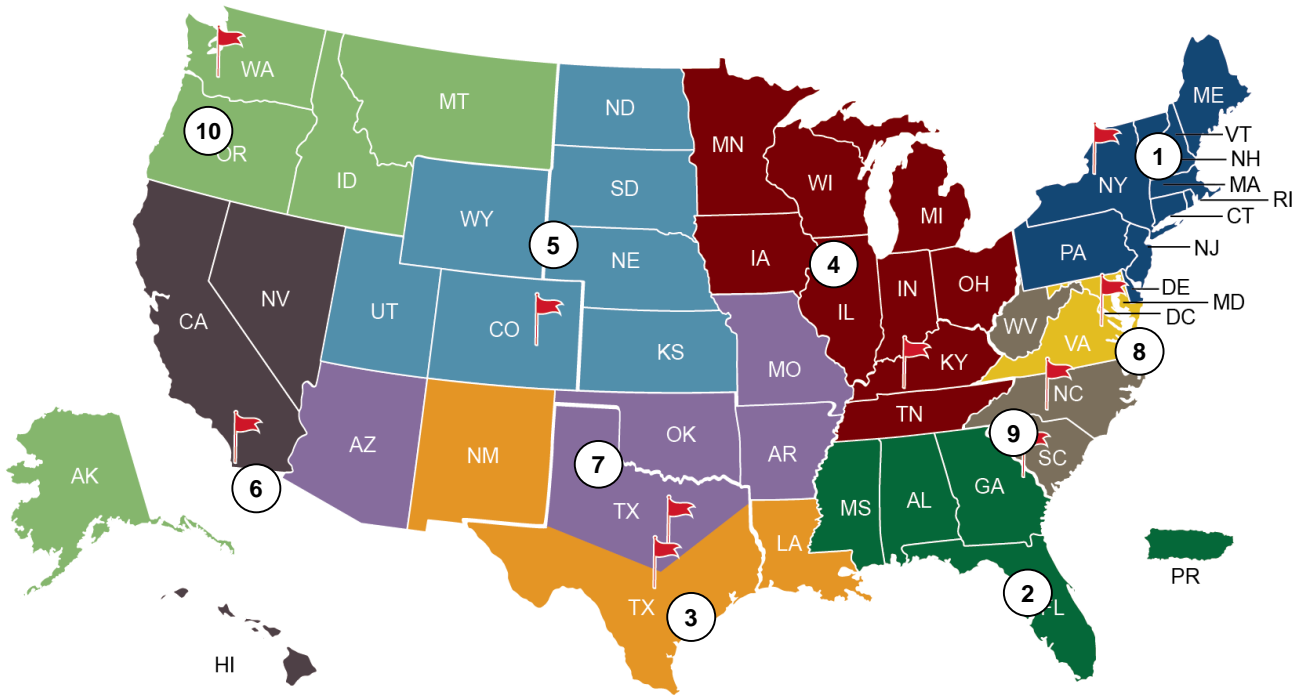 WA
MT
ND
MN
ME
10
OR
ID
SD
WI
MI
NY
1
VT
NH
MA
RI
CT
WY
5
NE
IA
4
IL
IN
OH
PA
NJ
DE
MD
DC
CA
NV
UT
CO
KS
MO
KY
WV
VA
8
TN
NC
9
SC
AZ
NM
7
OK
AR
TX
MS
AL
GA
LA
6
AK
TX
3
2
FL
PR
HI